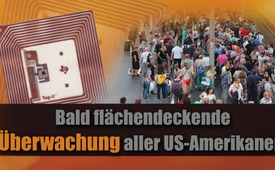 Bald flächendeckende
Überwachung aller US-Amerikane